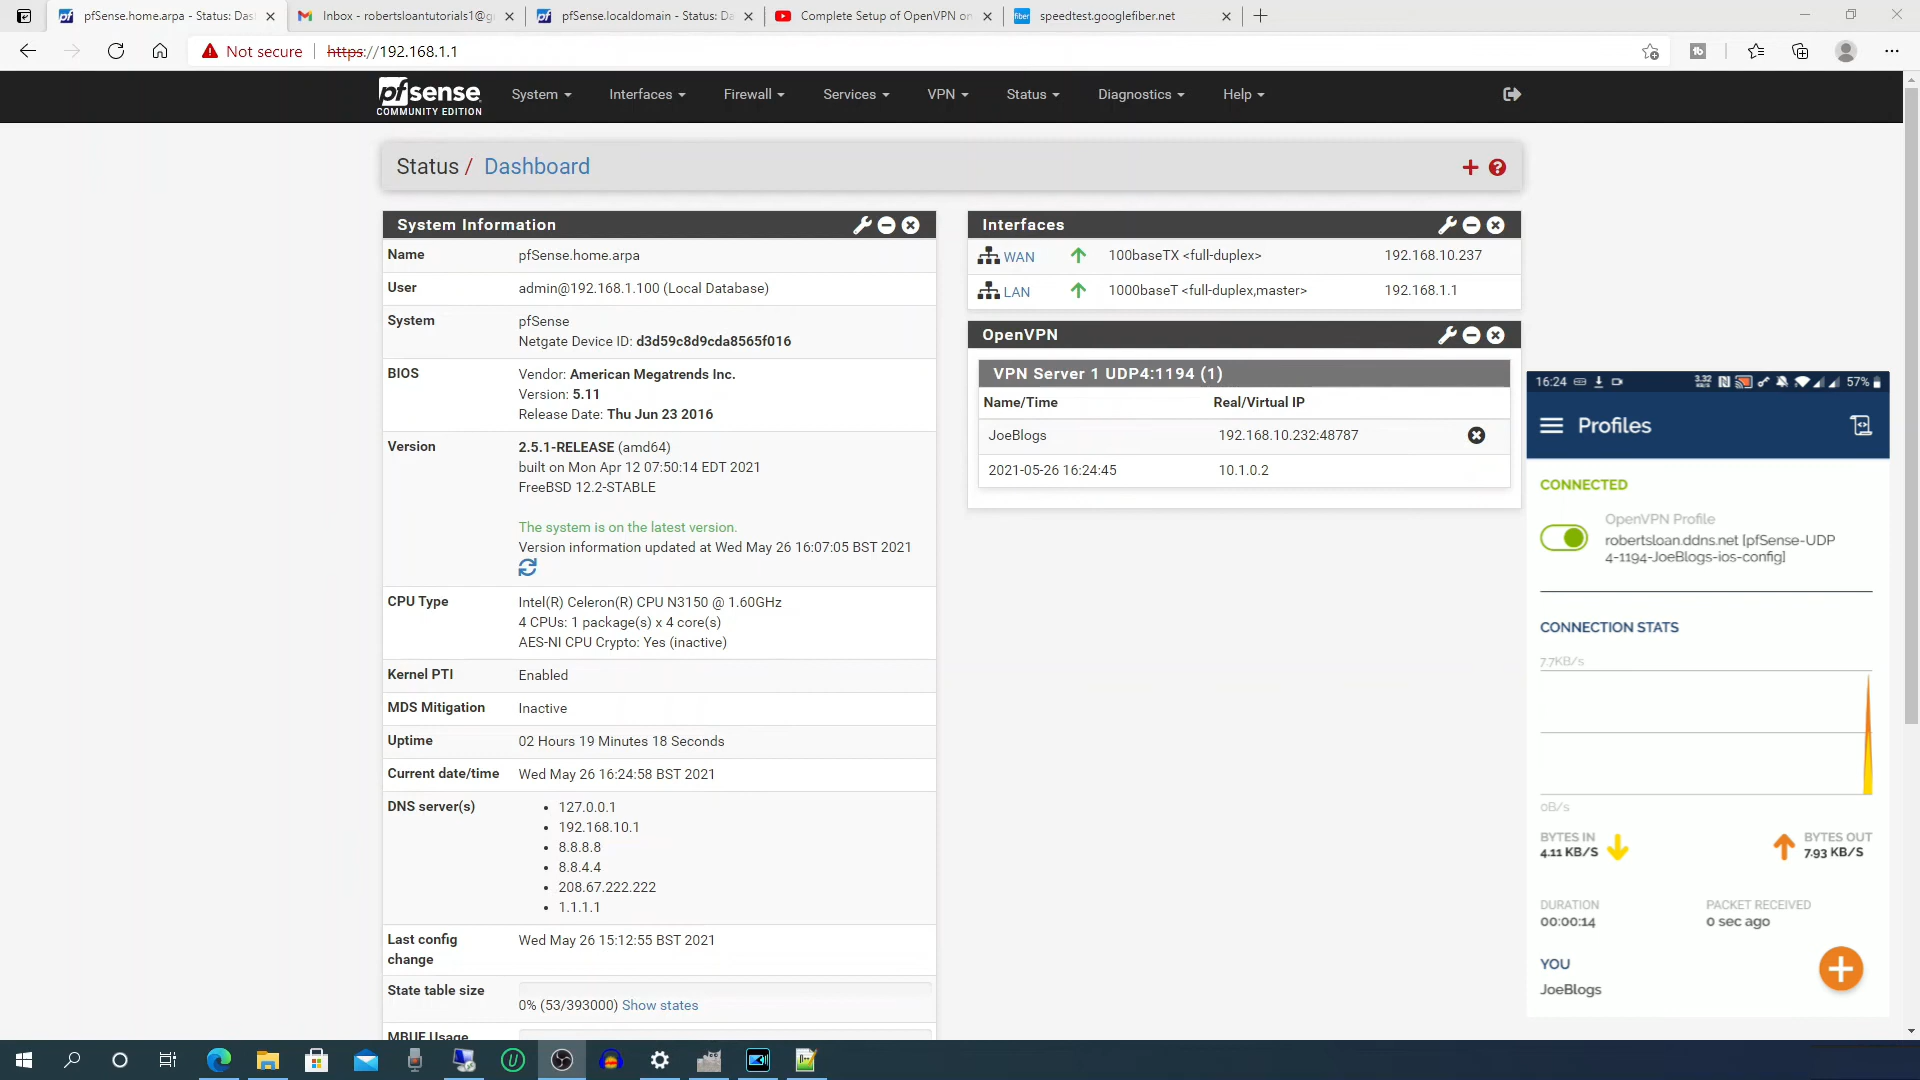 pfSense.home.arpa - Status: Das
Inbox - robertsloantutorials1@g
pfSense.localdomain - Status: Da
Complete Setup of OpenVPN on
fiber
speedtest.googlefiber.net
Not secure
https://192.168.1.1
pfsense
COMMUNITY EDITION
System
Interfaces
Firewall
Services
VPN
Status
Diagnostics
Help
Status / Dashboard
System Information
Name
pfSense.home.arpa
User
admin@192.168.1.100 (Local Database)
System
pfSense
Netgate Device ID: d3d59c8d9cda8565f016
BIOS
Vendor: American Megatrends Inc.
Version: 5.11
Release Date: Thu Jun 23 2016
Version
2.5.1-RELEASE (amd64)
built on Mon Apr 12 07:50:14 EDT 2021
FreeBSD 12.2-STABLE
The system is on the latest version.
Version information updated at Wed May 26 16:07:05 BST 2021
CPU Type
Intel(R) Celeron(R) CPU N3150 @ 1.60GHz
4 CPUs: 1 package(s) x 4 core(s)
AES-NI CPU Crypto: Yes (inactive)
Kernel PTI
Enabled
MDS Mitigation
Inactive
Uptime
02 Hours 19 Minutes 18 Seconds
Current date/time
Wed May 26 16:24:58 BST 2021
DNS server(s)
127.0.0.1
192.168.10.1
8.8.8.8
8.8.4.4
208.67.222.222
1.1.1.1
Last config
change
Wed May 26 15:12:55 BST 2021
State table size
0% (53/393000) Show states
MBUF Usage
Interfaces
WAN
100baseTX <full-duplex>
192.168.10.237
LAN
1000baseT <full-duplex,master>
192.168.1.1
OpenVPN
VPN Server 1 UDP4:1194 (1)
Name/Time
Real/Virtual IP
JoeBlogs
192.168.10.232:48787
2021-05-26 16:24:45
10.1.0.2
16:24
3.32
57%
Profiles
CONNECTED
OpenVPN Profile
robertsloan.ddns.net [pfSense-UDP
4-1194-JoeBlogs-ios-config]
CONNECTION STATS
7.7KB/s
0B/s
BYTES IN
4.11 KB/S
BYTES OUT
7.93 KB/S
DURATION
00:00:14
PACKET RECEIVED
0 sec ago
YOU
JoeBlogs